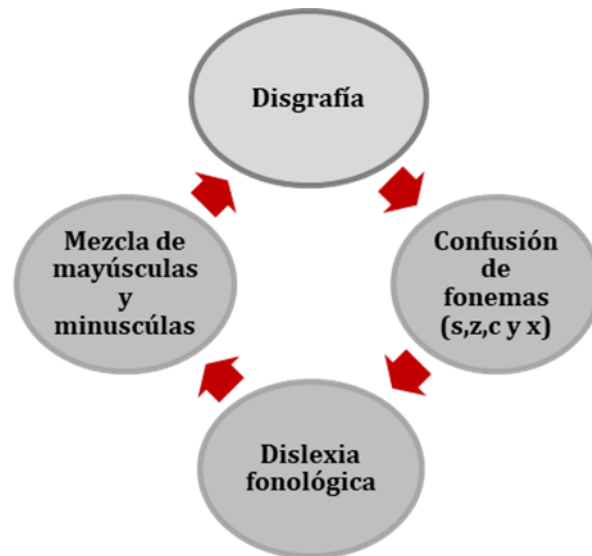 Disgrafía
Mezcla de
mayúsculas
y
minuscúlas
Confusión
de
fonemas
(s,z,c y x)
Dislexia
fonológica